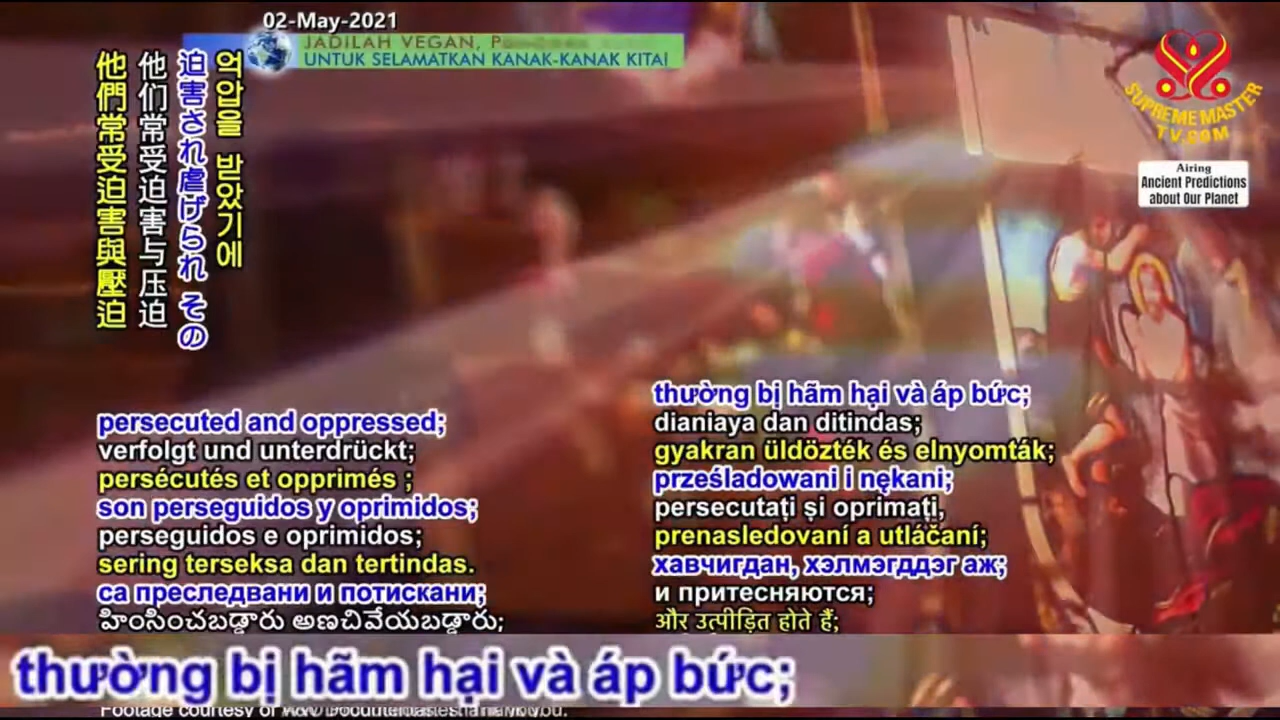 02-May-2021
JADILAH VEGAN,
UNTUK SELAMATKAN KANAK-KANAK KITA!
SUPREME MASTER
TV.COM
Airing
Ancient Predictions
about Our Planet
억압을 받았기에
迫害され虐げられ その
他们常受迫害与压迫
他們常受迫害與壓迫
persecuted and oppressed;
verfolgt und unterdrückt;
persécutés et opprimés ;
son perseguidos y oprimidos;
perseguidos e oprimidos;
sering terseksa dan tertindas.
са преследвани и потискани;
హింసించబడ్డారు అణచివేయబడ్డారు;
thường bị hãm hại và áp bức;
dianiaya dan ditindas;
gyakran üldözték és elnyomták;
prześladowani i nękani;
persecutați și oprimați,
prenasledovaní a utláčaní;
хавчигдан, хэлмэгддэг аж;
и притесняются;
और उत्पीड़ित होते हैं;
thường bị hãm hại và áp bức;
Footage courtesy of